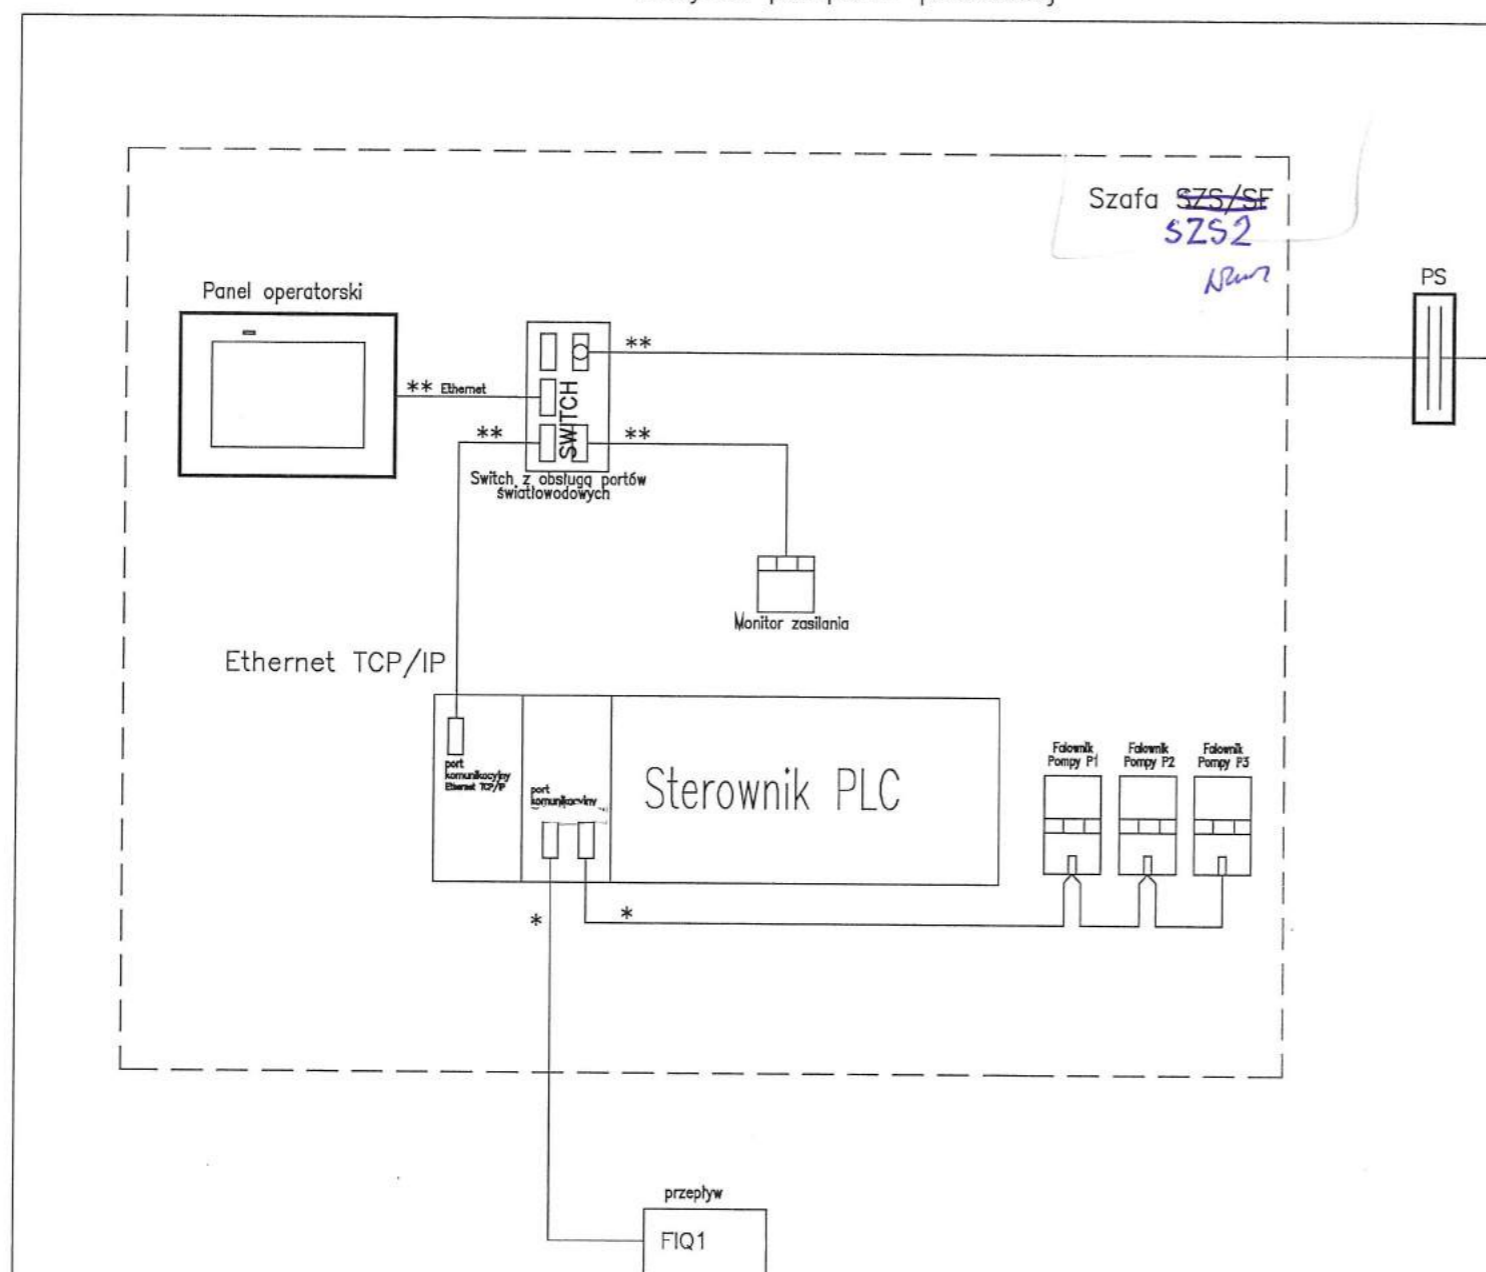 Szafa SZS/SF
SZS2
Panel operatorski
PS
**
** Ethernet
SWITCH
**
**
Switch z obsługą portów
światłowodowych
Monitor zasilania
Ethernet TCP/IP
port
komunikacyjny
Ethernet TCP/IP
port
komunikacyjny
Sterownik PLC
Falownik
Pompy P1
Falownik
Pompy P2
Falownik
Pompy P3
*
*
przepływ
FIQ1